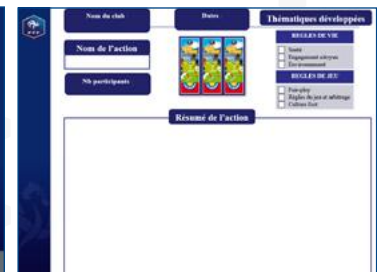 Nom du club
Dates
Thématiques développées
REGLES DE VIE
Santé
Engagement citoyen
Environnement
Nom de l'action
REGLES DE JEU
Nb participants
Fair-play
Règles du jeu et arbitrage
Culture foot
Résumé de l'action